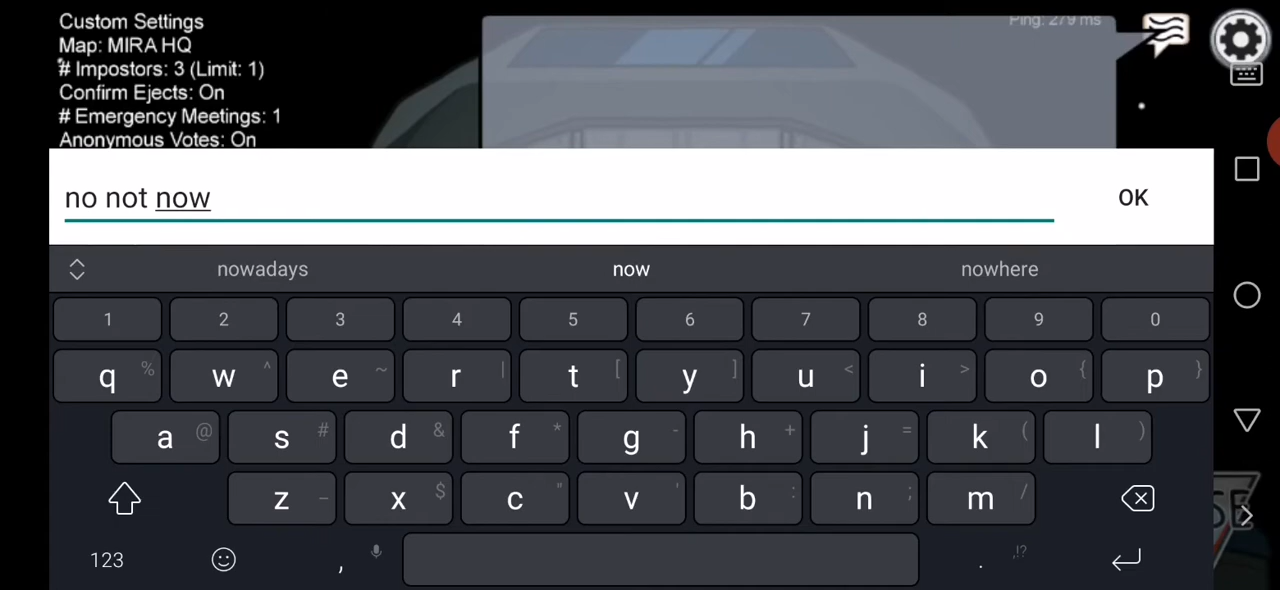 Custom Settings
Map: MIRA HQ
# Impostors: 3 (Limit: 1)
Confirm Ejects: On
# Emergency Meetings: 1
Anonymous Votes: On
Ping: 279 ms
no not now
OK
nowadays now nowhere
1 2 3 4 5 6 7 8 9 0
q % w ^ e ~ r | t [ y ] u < i > o { p }
a @ s # d & f * g - h + j = k ( l )
z _ x $ c " v ' b : n ; m /
123 , . ,!?